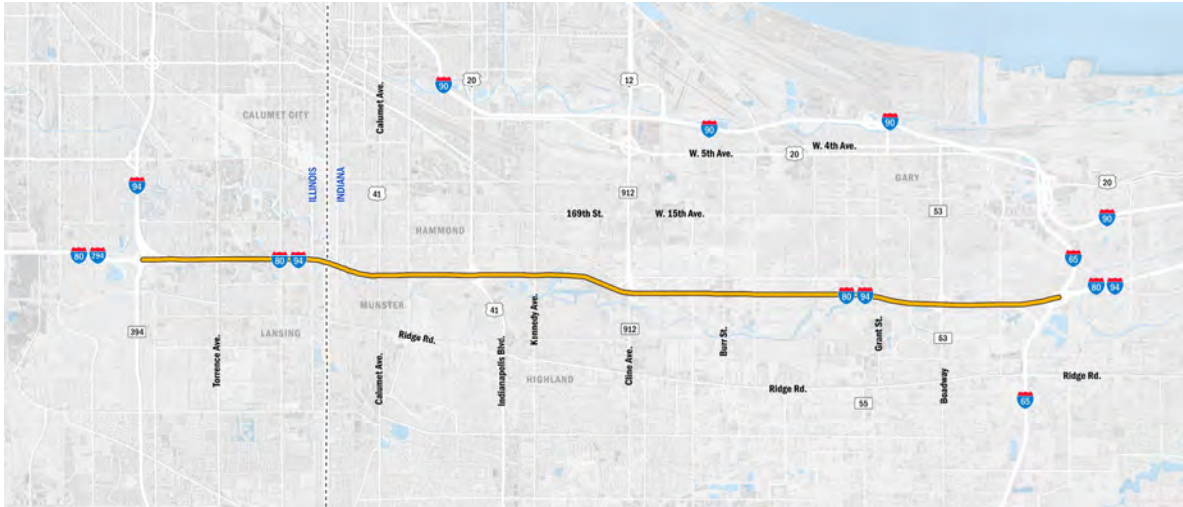 90
20
12
Calumet Ave.
CALUMET CITY
90
90
W. 5th Ave.
20
W. 4th Ave.
ILLINOIS
INDIANA
94
41
912
GARY
20
169th St.
W. 15th Ave.
53
90
HAMMOND
80 294
80 94
65
80 94
80 94
MUNSTER
41
Kennedy Ave.
394
LANSING
Ridge Rd.
912
53
Torrence Ave.
Calumet Ave.
Indianapolis Blvd.
HIGHLAND
Cline Ave.
Burr St.
Grant St.
Boadway
Ridge Rd.
Ridge Rd.
55
65